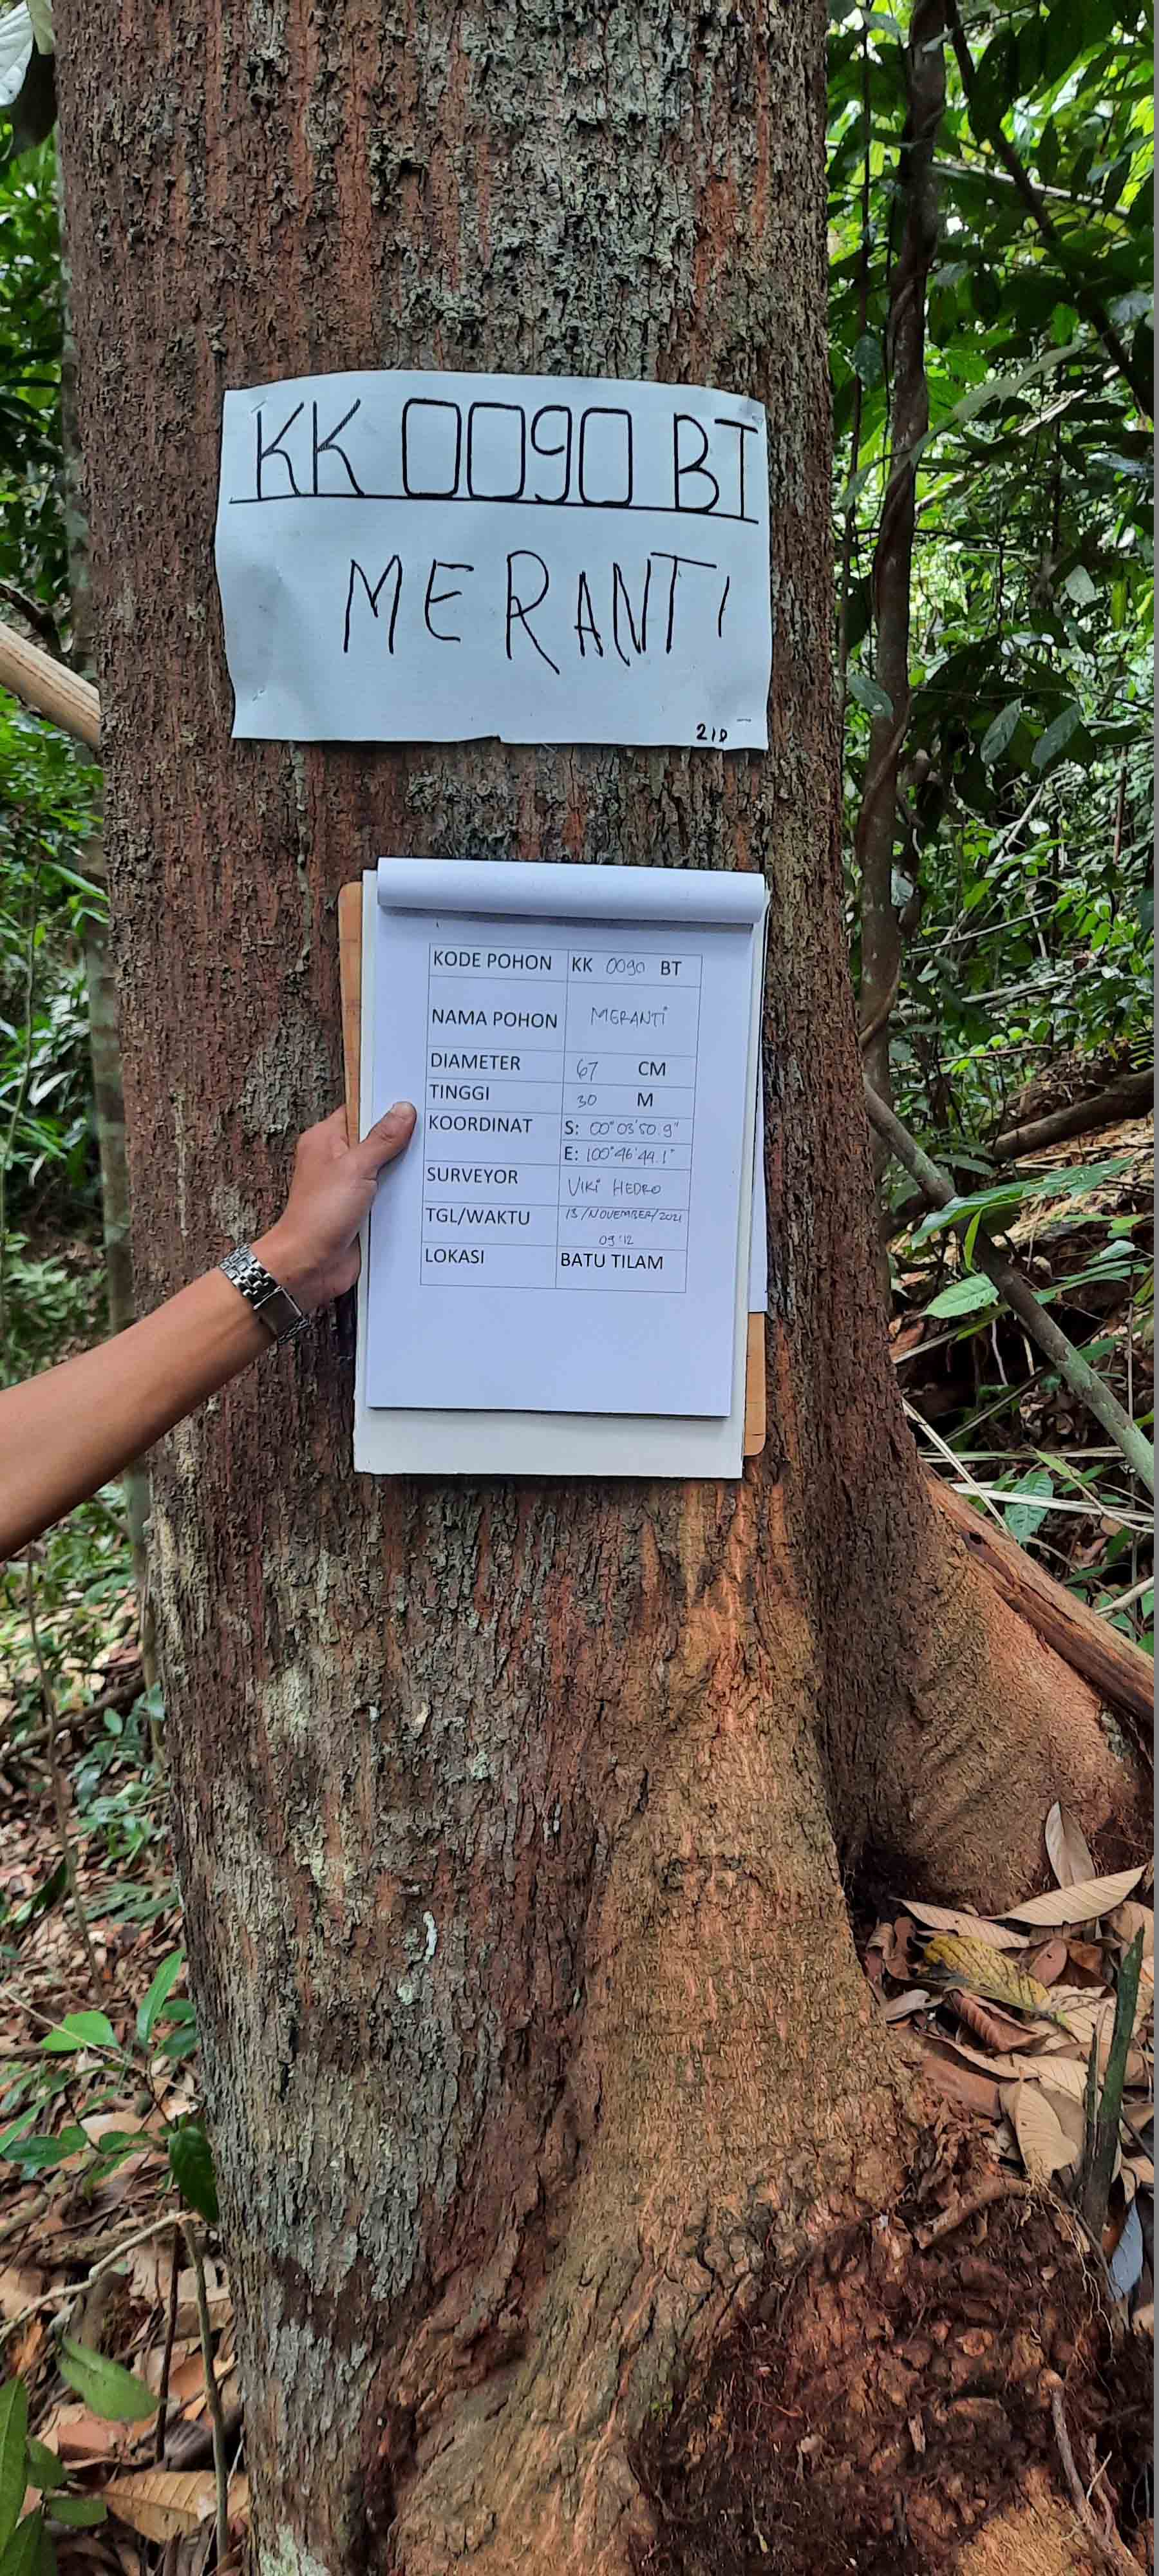 KK 0090 BT
MERANTI
210
KODE POHON KK 0090 BT
NAMA POHON MERANTI
DIAMETER 67 CM
TINGGI 30 M
KOORDINAT S: 00°03'50.9"
E: 100°46'44.1"
SURVEYOR VIKI HEDRO
TGL/WAKTU 13/NOVEMBER/2021
09:12
LOKASI BATU TILAM